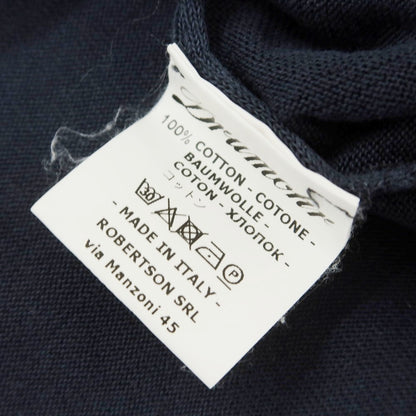 Drumohr
100% COTTON - COTONE -
BAUMWOLLE -
COTON - ХЛОПОК -
コットン
30 P
- MADE IN ITALY -
ROBERTSON SRL
via Manzoni 45